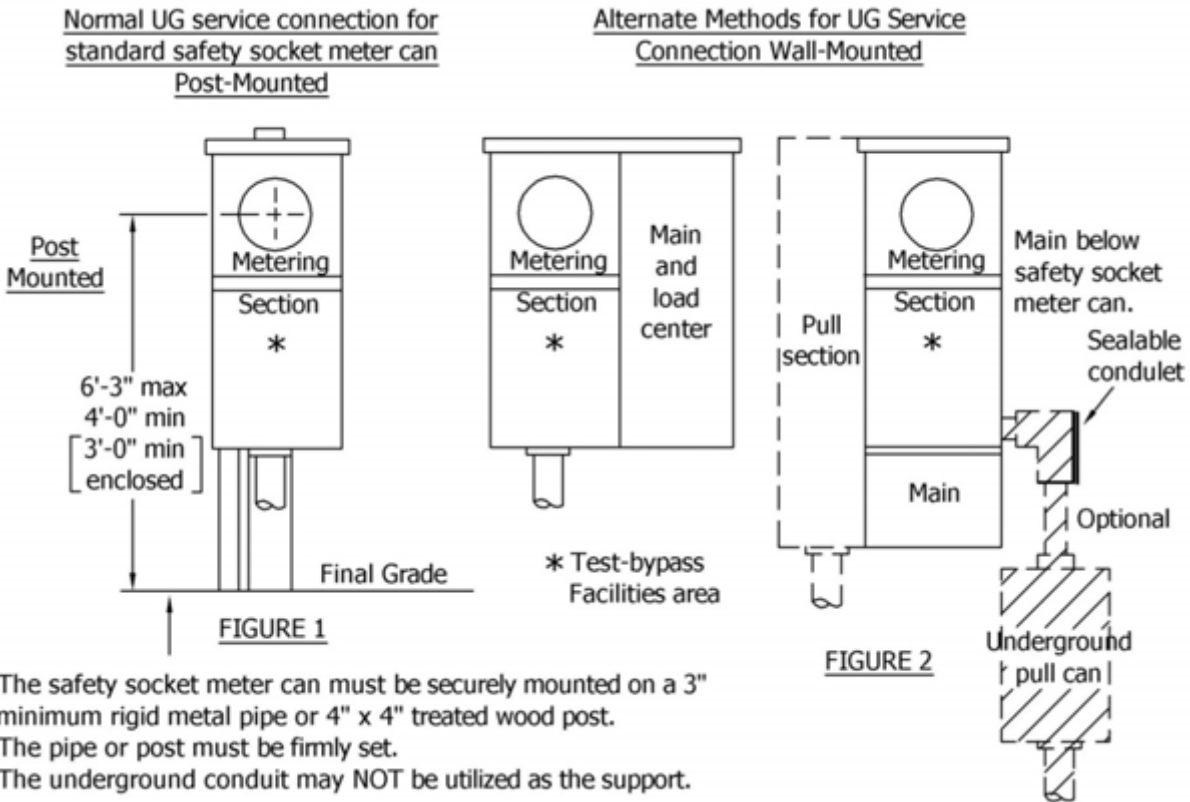 Normal UG service connection for
standard safety socket meter can
Post-Mounted
Alternate Methods for UG Service
Connection Wall-Mounted
Post
Mounted
6'-3" max
4'-0" min
3'-0" min
enclosed
Metering
Section
*
Final Grade
FIGURE 1
Metering
Section
*
Main
and
load
center
* Test-bypass
Facilities area
Pull
section
Metering
Section
*
Main
Main below
safety socket
meter can.
Sealable
condulet
Optional
Underground
pull can
FIGURE 2
The safety socket meter can must be securely mounted on a 3"
minimum rigid metal pipe or 4" x 4" treated wood post.
The pipe or post must be firmly set.
The underground conduit may NOT be utilized as the support.